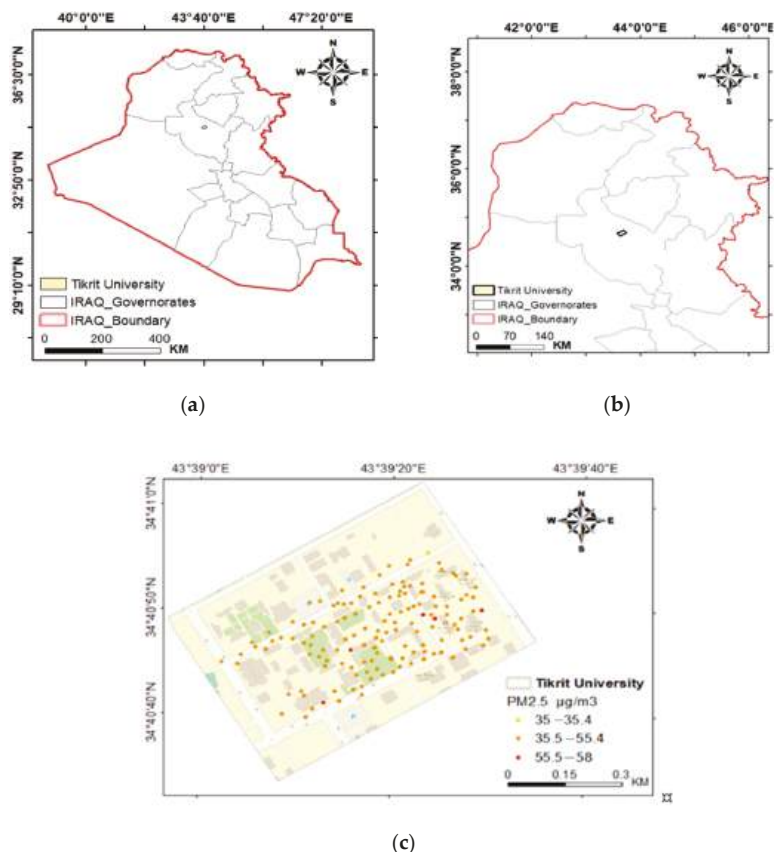 40°0'0"E 43°40'0"E 47°20'0"E
36°30'0"N
32°50'0"N
29°10'0"N
N
W E
S
Tikrit University
IRAQ_Governorates
IRAQ_Boundary
0 200 400
KM
(a)
42°0'0"E 44°0'0"E 46°0'0"E
38°0'0"N
36°0'0"N
34°0'0"N
N
W E
S
Tikrit University
IRAQ_Governorates
IRAQ_Boundary
0 70 140
KM
(b)
43°39'0"E 43°39'20"E 43°39'40"E
34°41'0"N
34°40'40"N
N
W E
S
Tikrit University
PM2.5 µg/m3
35 – 35.4
35.5 – 55.4
55.5 – 58
0 0.15 0.3
KM
(c)